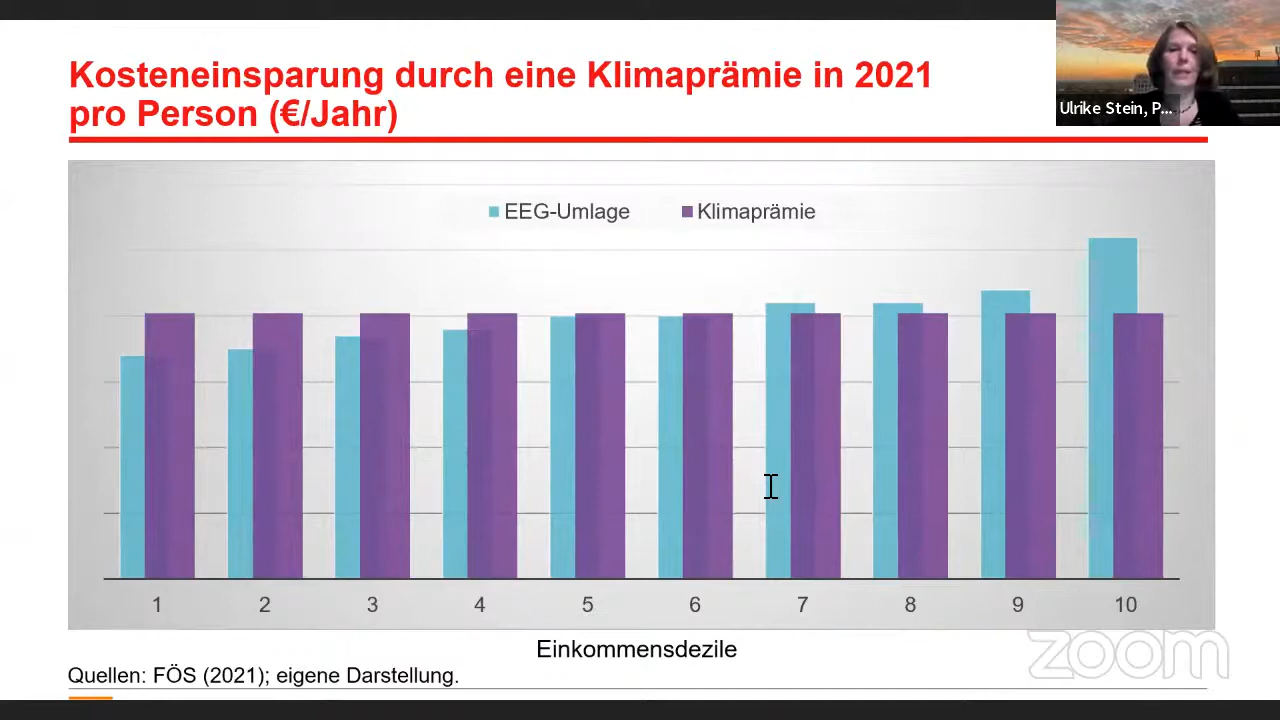 Kosteneinsparung durch eine Klimaprämie in 2021
pro Person (€/Jahr)
Ulrike Stein, P...
EEG-Umlage Klimaprämie
1 2 3 4 5 6 7 8 9 10
Einkommensdezile
zoom
Quellen: FÖS (2021); eigene Darstellung.